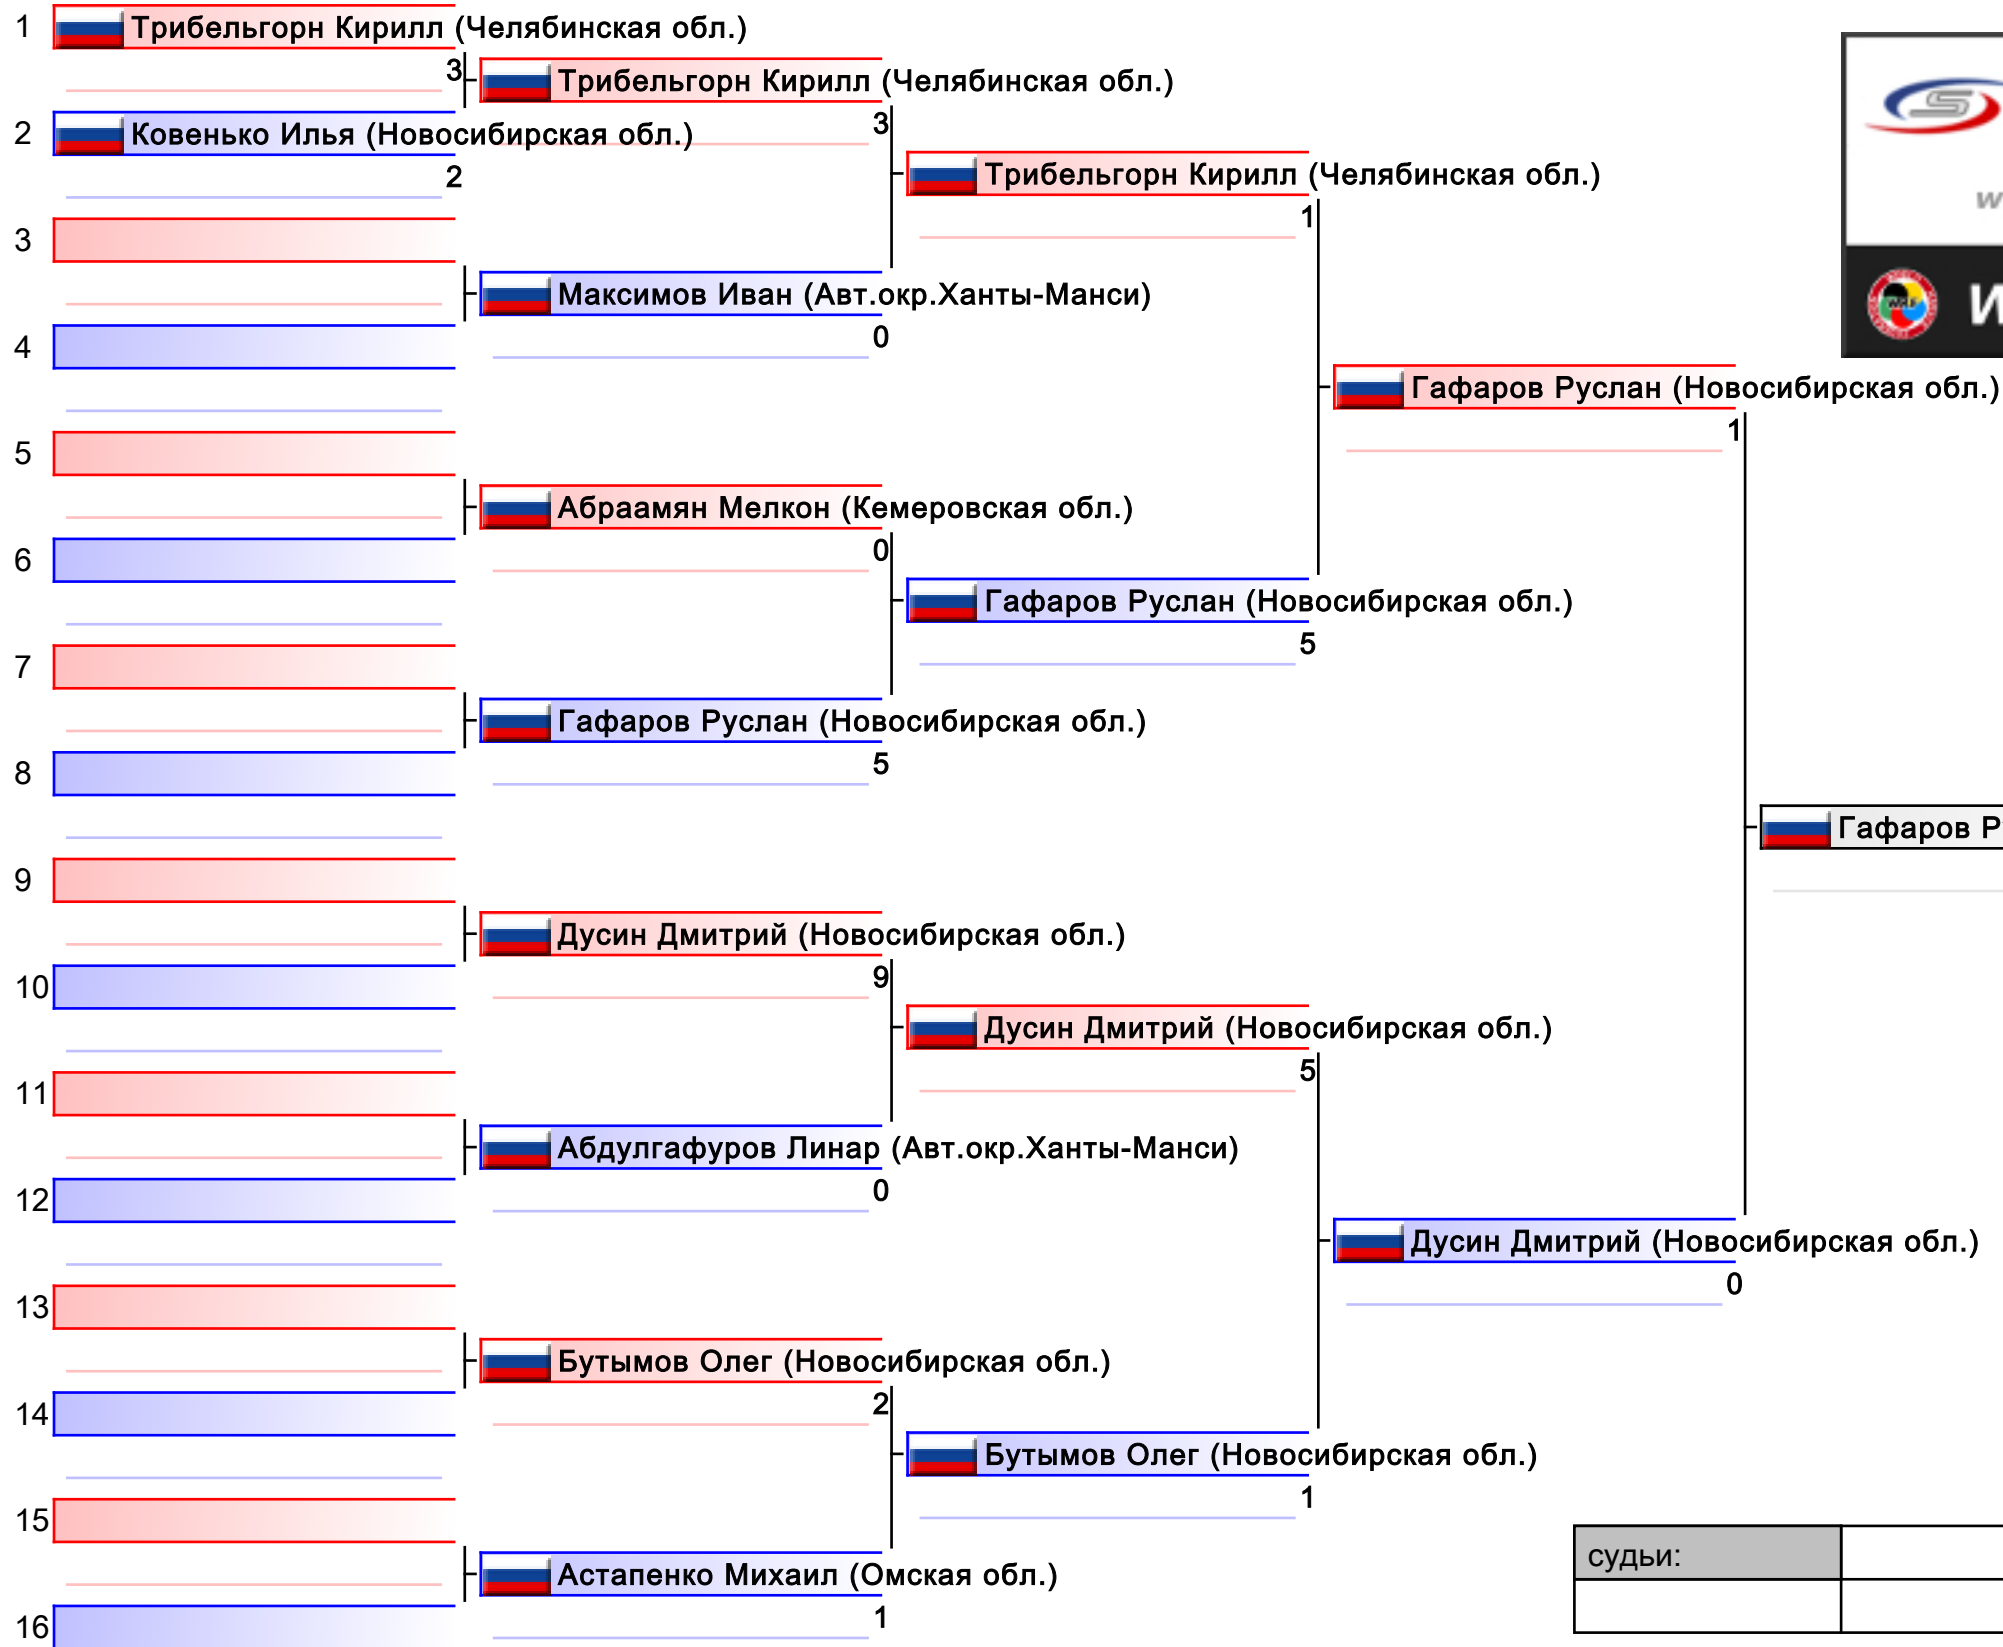 1 Трибельгорн Кирилл (Челябинская обл.)
3 Трибельгорн Кирилл (Челябинская обл.)
2 Ковенько Илья (Новосибирская обл.)
3
2
Трибельгорн Кирилл (Челябинская обл.)
1
3
Максимов Иван (Авт.окр.Ханты-Манси)
0
4
Гафаров Руслан (Новосибирская обл.)
1
5
Абраамян Мелкон (Кемеровская обл.)
0
6
Гафаров Руслан (Новосибирская обл.)
5
7
Гафаров Руслан (Новосибирская обл.)
5
8
Гафаров Р
9
Дусин Дмитрий (Новосибирская обл.)
9
10
Дусин Дмитрий (Новосибирская обл.)
5
11
Абдулгафуров Линар (Авт.окр.Ханты-Манси)
0
12
Дусин Дмитрий (Новосибирская обл.)
0
13
Бутымов Олег (Новосибирская обл.)
2
14
Бутымов Олег (Новосибирская обл.)
1
15
Астапенко Михаил (Омская обл.)
1
16
судьи: